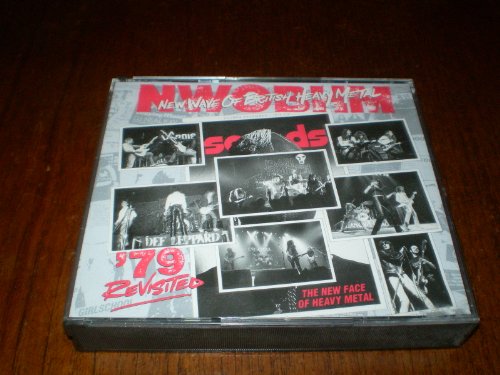 NWOBHM
NEW WAVE OF BRITISH HEAVY METAL
sounds
DEF LEPPARD
'79
REVISITED
GIRLSCHOOL
THE NEW FACE
OF HEAVY METAL